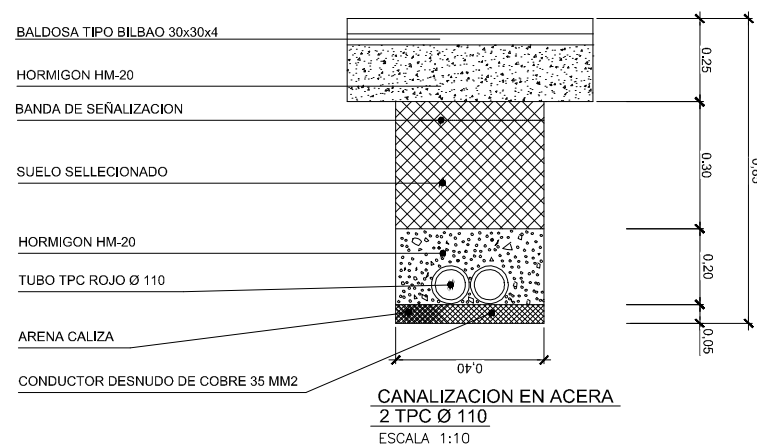 BALDOSA TIPO BILBAO 30x30x4
HORMIGON HM-20
BANDA DE SEÑALIZACION
SUELO SELLECIONADO
HORMIGON HM-20
TUBO TPC ROJO Ø 110
ARENA CALIZA
CONDUCTOR DESNUDO DE COBRE 35 MM2
0.25
0.30
0.20
0.05
0,40
CANALIZACION EN ACERA
2 TPC Ø 110
ESCALA 1:10